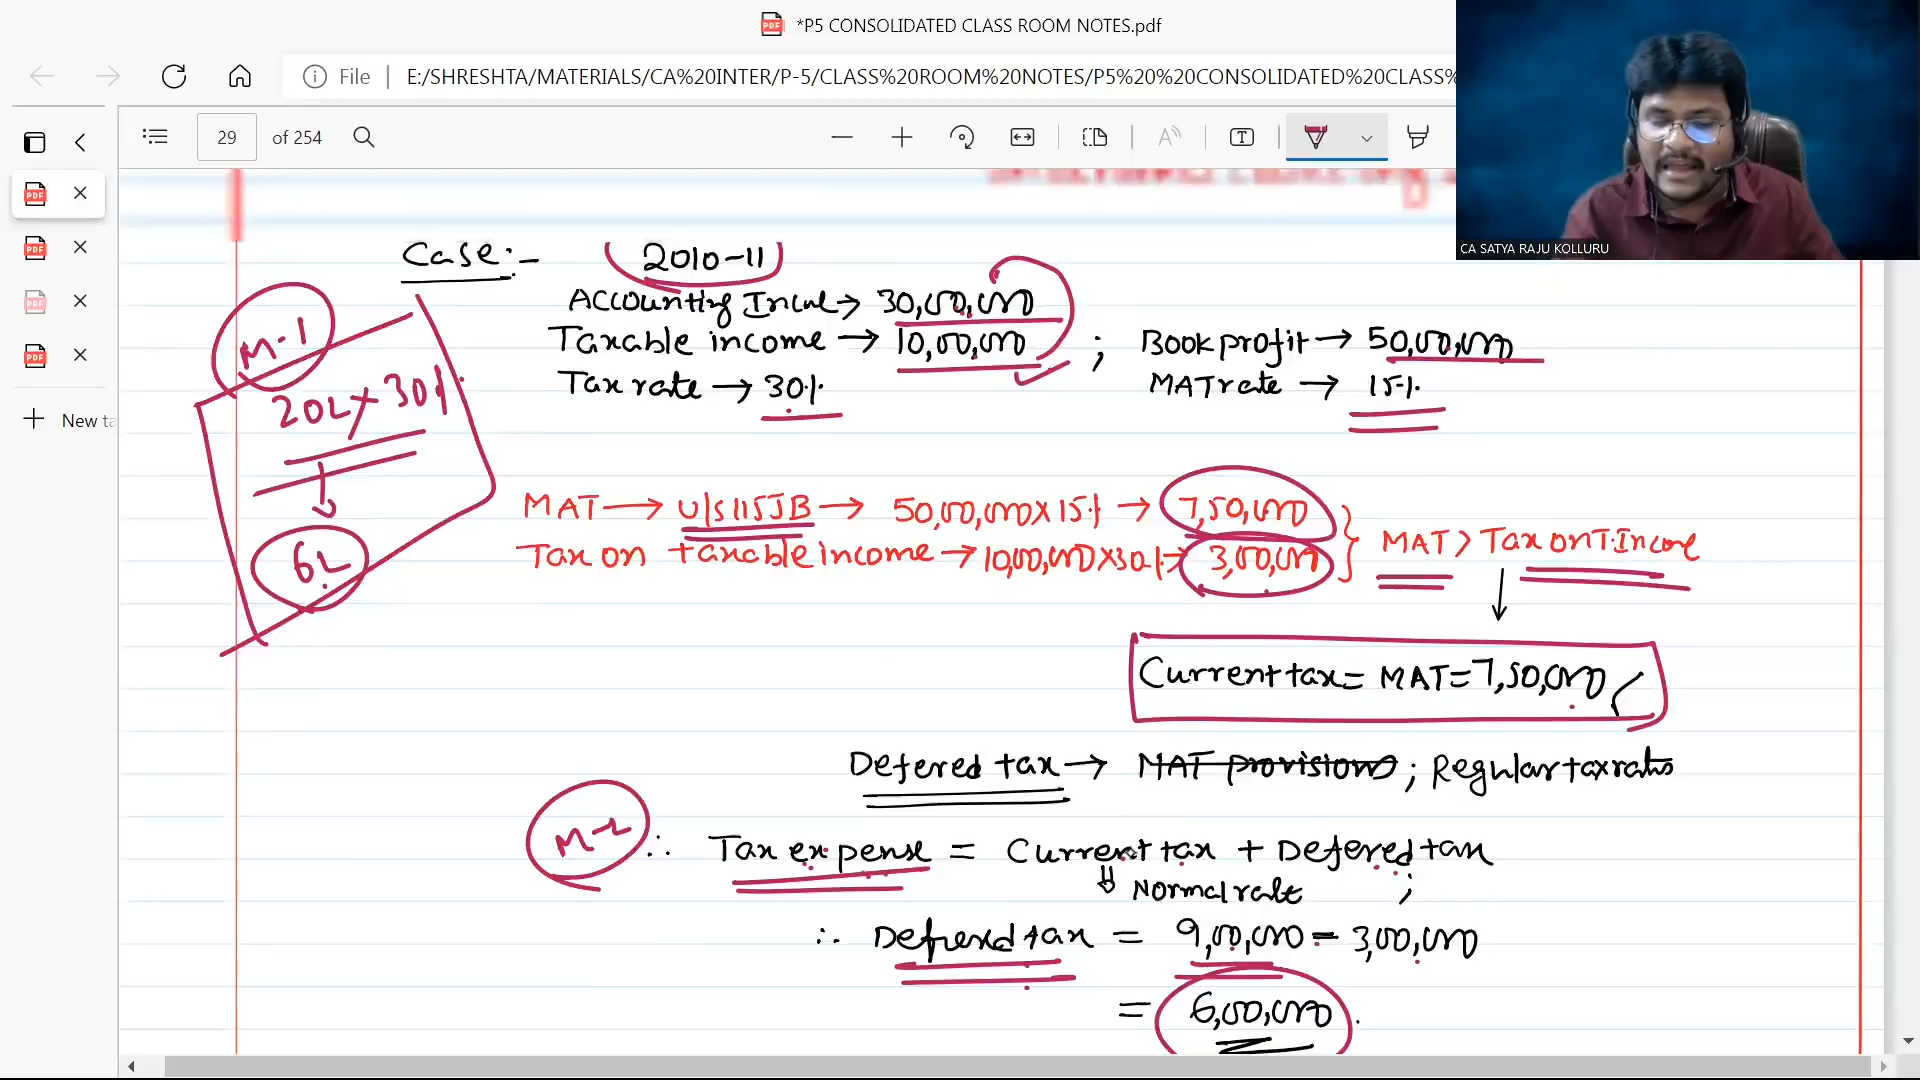 *P5 CONSOLIDATED CLASS ROOM NOTES.pdf
File
E:/SHRESHTA/MATERIALS/CA%20INTER/P-5/CLASS%20ROOM%20NOTES/P5%20%20CONSOLIDATED%20CLASS%
29 of 254
CA SATYA RAJU KOLLURU
New ta
Case:- 2010-11
Accounting Income → 30,00,000
Taxable income → 10,00,000 ; Book profit → 50,00,000
Tax rate → 30% MAT rate → 15%
M-1
20L × 30%
6L
MAT → U/s 115JB → 50,00,000 × 15% → 7,50,000
Tax on taxable income → 10,00,000 × 30% → 3,00,000
MAT > Tax on T.Income
Current tax = MAT = 7,50,000
Defered tax → MAT provisions ; Regular tax rates
M-2
∴ Tax expense = Current tax + Defered tax
⇓ Normal rate ;
∴ Defrered tax = 9,00,000 - 3,00,000
= 6,00,000.